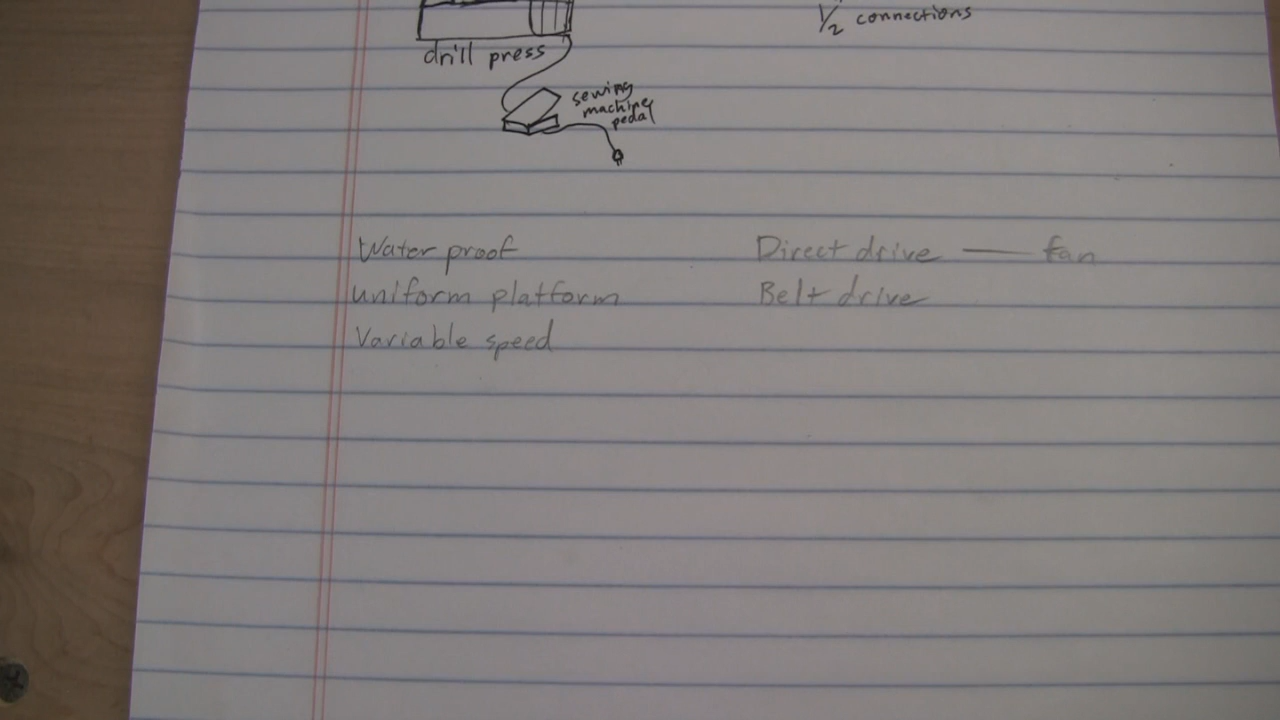 1/2 connections
drill press
sewing
machine
pedal
Water proof
uniform platform
Variable speed
Direct drive — fan
Belt drive